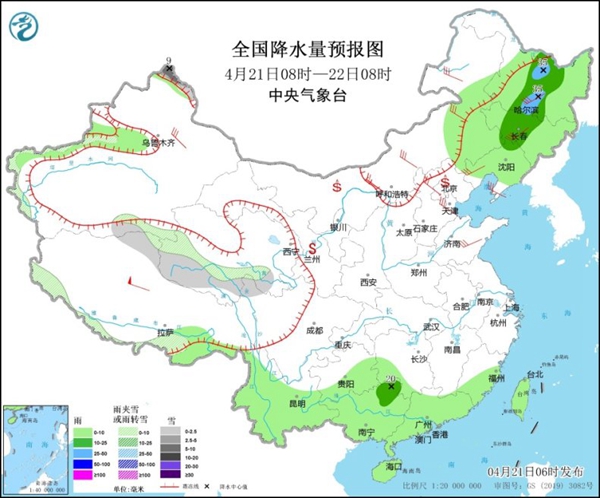 全国降水量预报图
4月21日08时—22日08时
中央气象台
9
哈尔滨
长春
沈阳
乌鲁木齐
呼和浩特
北京
天津
银川
石家庄
太原
济南
西宁
兰州
郑州
西安
拉萨
成都
重庆
武汉
合肥
南京
上海
杭州
长沙
南昌
贵阳
昆明
福州
台北
20
南宁
广州
澳门
香港
海口
雨
雨夹雪
或雨转雪
雪
0-10
10-25
25-50
50-100
≥100
0-10
10-25
25-50
50-100
≥100
0-2.5
2.5-5
5-10
10-20
20-30
≥30
单位:毫米
霜冻线
降水中心值
1:40 000 000
04月21日06时发布
比例尺 1:20 000 000
审图号: GS (2019) 3082号